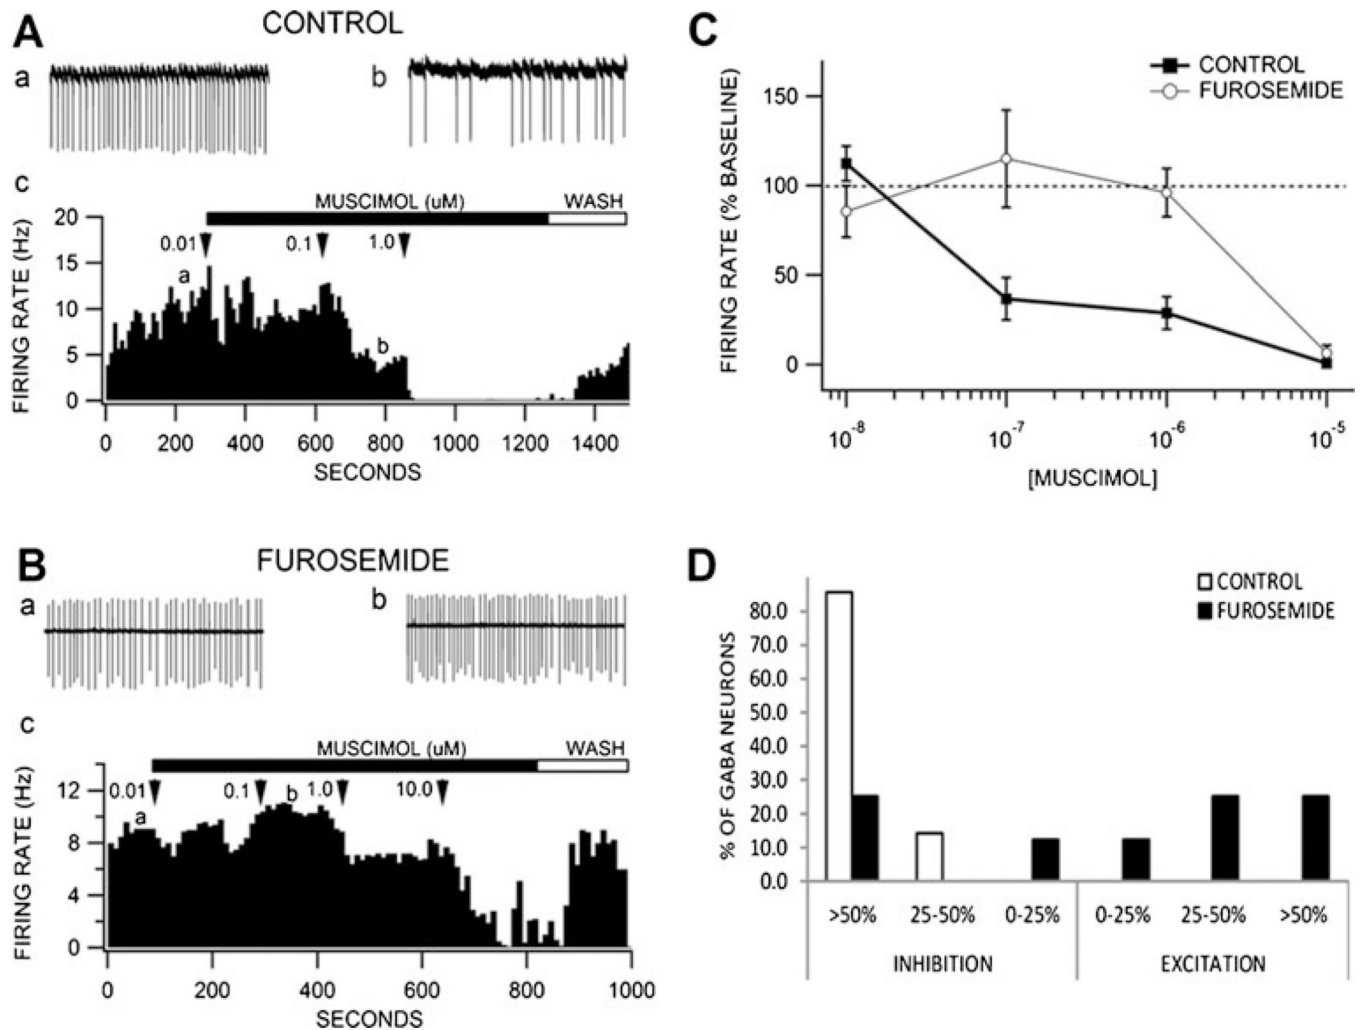 A
CONTROL
a
b
c
FIRING RATE (Hz)
20
15
10
5
0
MUSCIMOL (uM)
WASH
0.01
0.1
1.0
a
b
0
200
400
600
800
1000
1200
1400
SECONDS
B
FUROSEMIDE
a
b
c
FIRING RATE (Hz)
12
8
4
0
MUSCIMOL (uM)
WASH
0.01
0.1
1.0
10.0
a
b
0
200
400
600
800
1000
SECONDS
C
CONTROL
FUROSEMIDE
FIRING RATE (% BASELINE)
150
100
50
0
10-8
10-7
10-6
10-5
[MUSCIMOL]
D
CONTROL
FUROSEMIDE
% OF GABA NEURONS
80.0
70.0
60.0
50.0
40.0
30.0
20.0
10.0
0.0
>50%
25-50%
0-25%
0-25%
25-50%
>50%
INHIBITION
EXCITATION